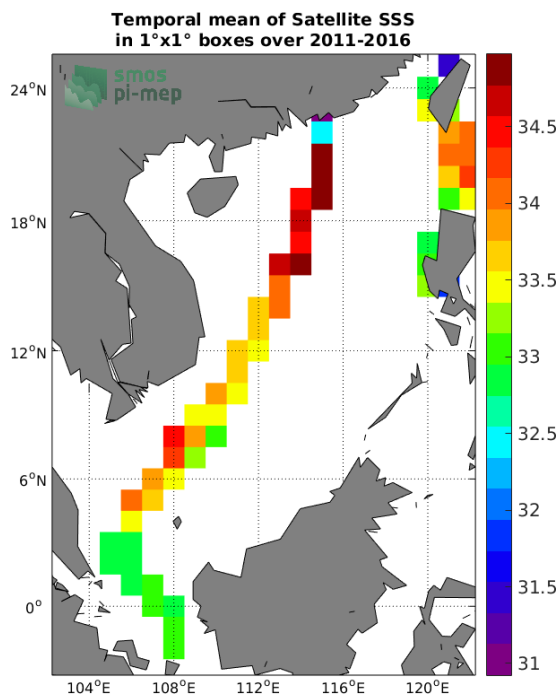 Temporal mean of Satellite SSS
in 1°x1° boxes over 2011-2016
smos
pi-mep
24°N
18°N
12°N
6°N
0°
104°E
108°E
112°E
116°E
120°E
34.5
34
33.5
33
32.5
32
31.5
31